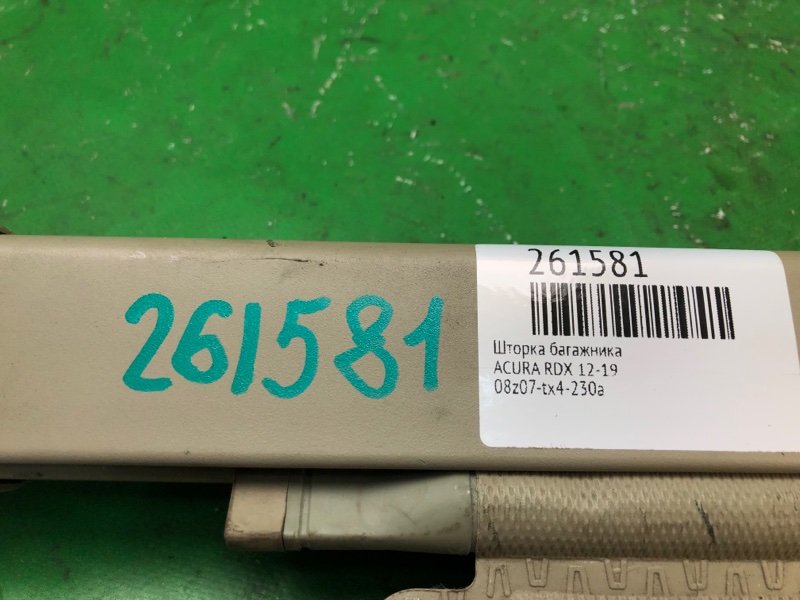 261581
261581
Шторка багажника
ACURA RDX 12-19
08z07-tx4-230a